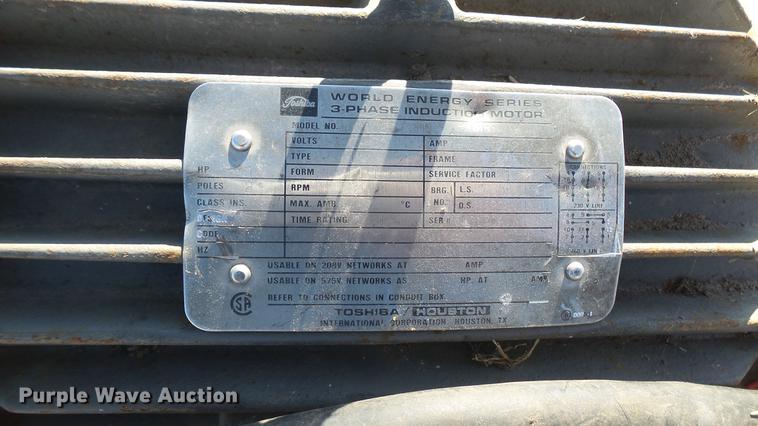 Toshiba WORLD ENERGY SERIES
3-PHASE INDUCTION MOTOR
MODEL NO.
VOLTS AMP
TYPE FRAME
HP FORM SERVICE FACTOR
POLES RPM BRG. L.S.
CLASS INS. MAX. AMB. °C NO. O.S.
DESIGN TIME RATING SER #
CODE
HZ
230 V LINE
USABLE ON 208V NETWORKS AT AMP
USABLE ON 575V NETWORKS AS HP. AT AMP
REFER TO CONNECTIONS IN CONDUIT BOX.
TOSHIBA / HOUSTON
INTERNATIONAL CORPORATION, HOUSTON, TX
Purple Wave Auction